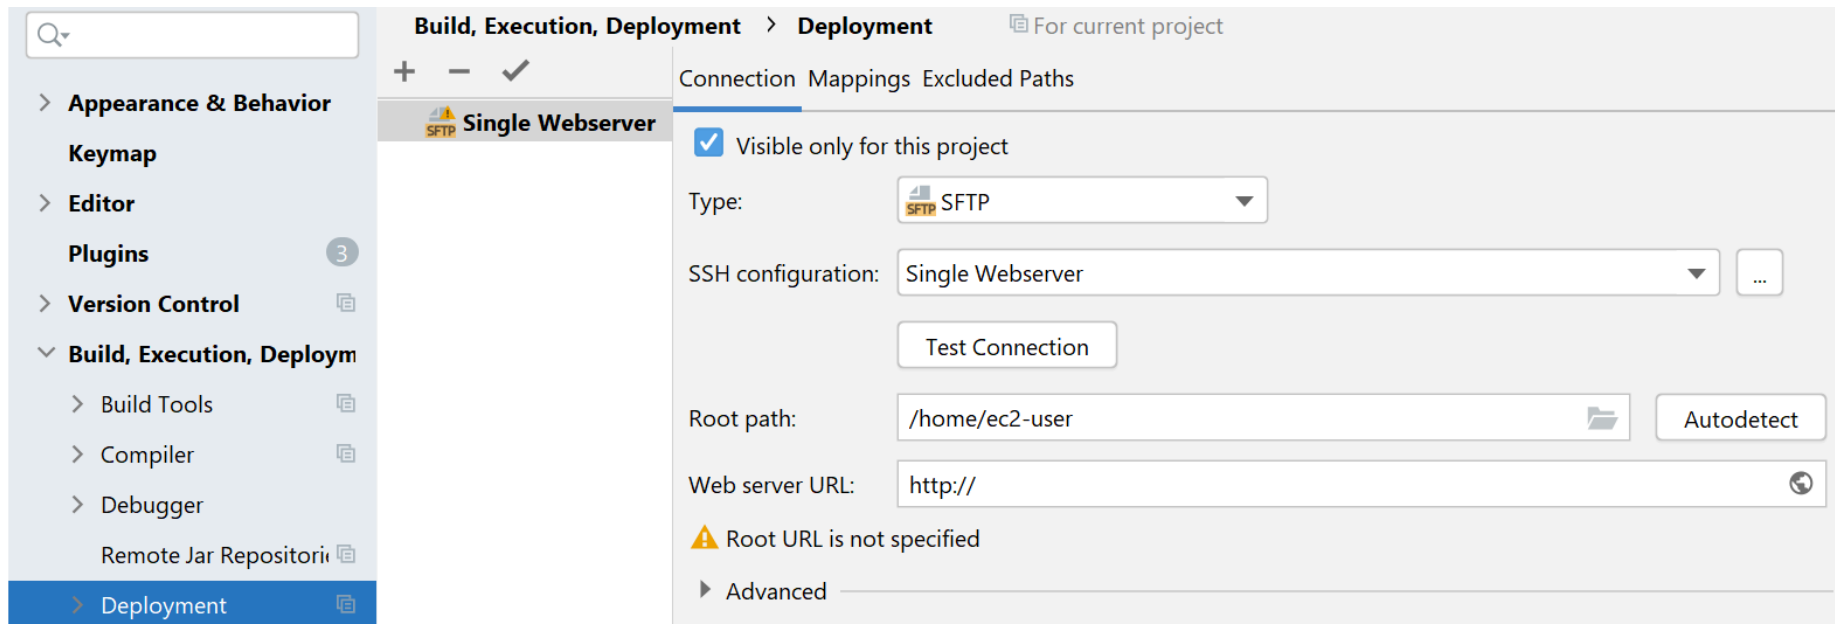 Build, Execution, Deployment > Deployment For current project
Appearance & Behavior
Keymap
Editor
Plugins 3
Version Control
Build, Execution, Deploym
Build Tools
Compiler
Debugger
Remote Jar Repositori
Deployment
SFTP Single Webserver
Connection Mappings Excluded Paths
Visible only for this project
Type: SFTP SFTP
SSH configuration: Single Webserver ...
Test Connection
Root path: /home/ec2-user Autodetect
Web server URL: http://
Root URL is not specified
Advanced